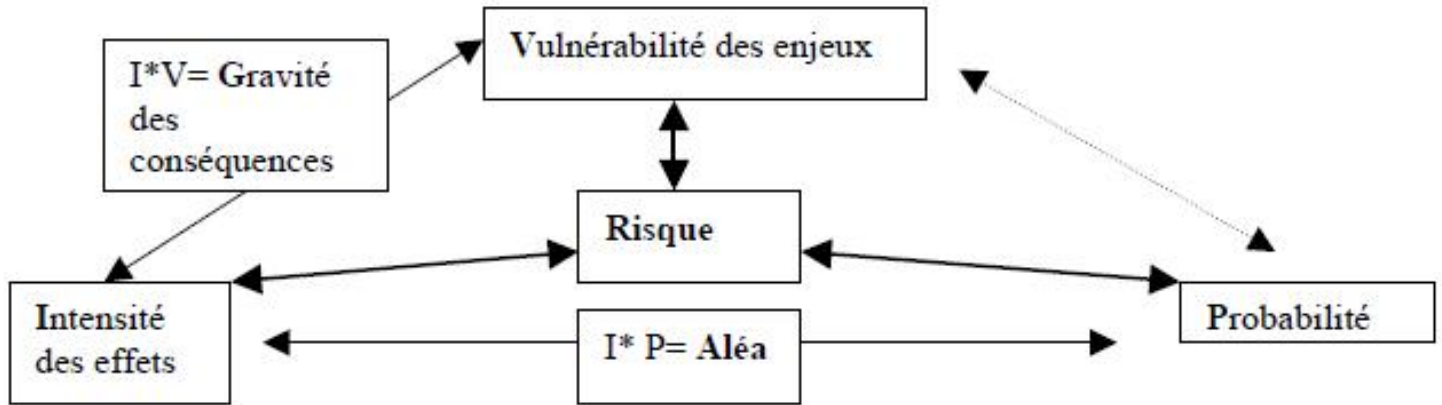 Vulnérabilité des enjeux
I*V= Gravité
des
conséquences
Risque
Intensité
des effets
I* P= Aléa
Probabilité